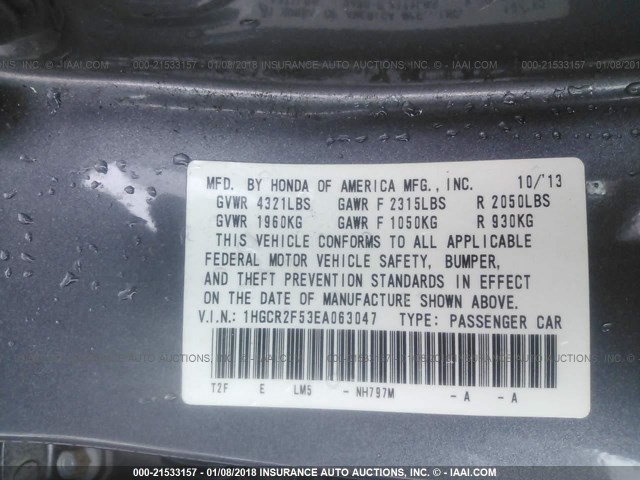 000-21533157 - 01/08/2018 INSURANCE AUTO AUCTIONS - © IAAI.COM
MFD. BY HONDA OF AMERICA MFG., INC. 10/'13
GVWR 4321LBS GAWR F 2315LBS R 2050LBS
GVWR 1960KG GAWR F 1050KG R 930KG
THIS VEHICLE CONFORMS TO ALL APPLICABLE
FEDERAL MOTOR VEHICLE SAFETY, BUMPER,
AND THEFT PREVENTION STANDARDS IN EFFECT
ON THE DATE OF MANUFACTURE SHOWN ABOVE.
V.I.N.: 1HGCR2F53EA063047 TYPE: PASSENGER CAR
T2F E LM5 - NH797M - A - A
000-21533157 - 01/08/2018 INSURANCE AUTO AUCTIONS - © IAAI.COM